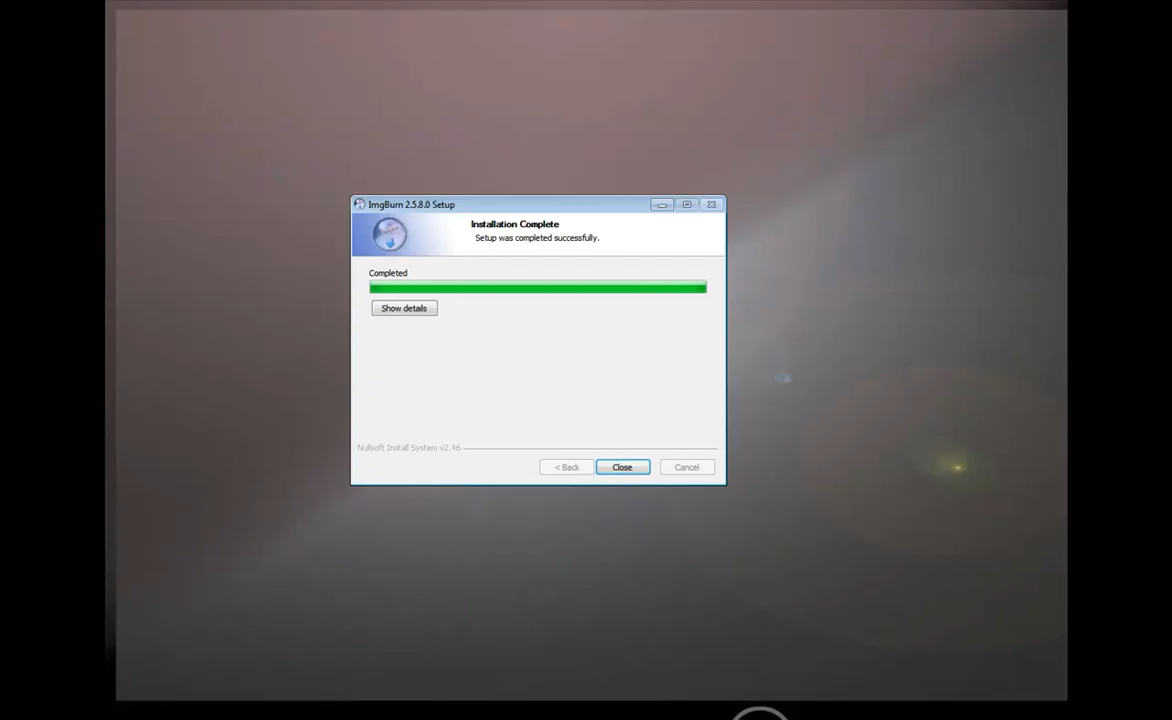 ImgBurn 2.5.8.0 Setup
Installation Complete
Setup was completed successfully.
Completed
Show details
Nullsoft Install System v2.46
< Back
Close
Cancel